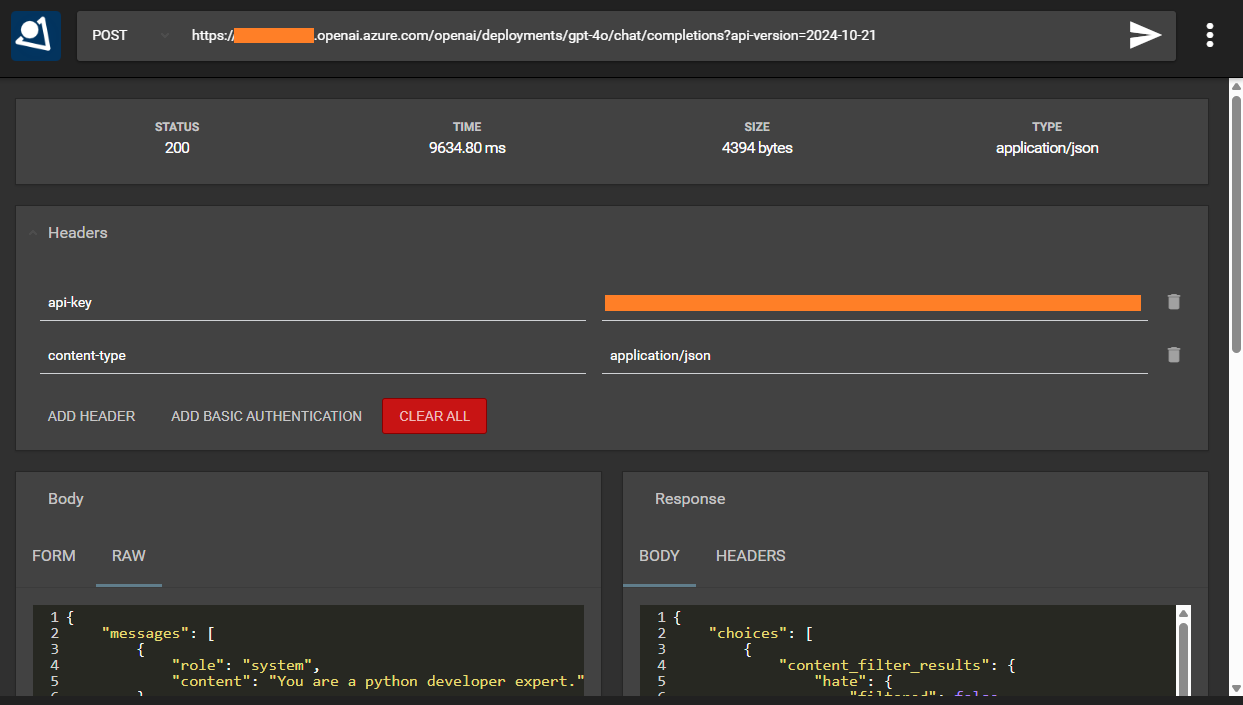 POST https://.openai.azure.com/openai/deployments/gpt-4o/chat/completions?api-version=2024-10-21
STATUS TIME SIZE TYPE
200 9634.80 ms 4394 bytes application/json
Headers
api-key
content-type application/json
ADD HEADER ADD BASIC AUTHENTICATION CLEAR ALL
Body
FORM RAW
1 {
2 "messages": [
3 {
4 "role": "system",
5 "content": "You are a python developer expert."
6 }
Response
BODY HEADERS
1 {
2 "choices": [
3 {
4 "content_filter_results": {
5 "hate": {
6 "filtered": false